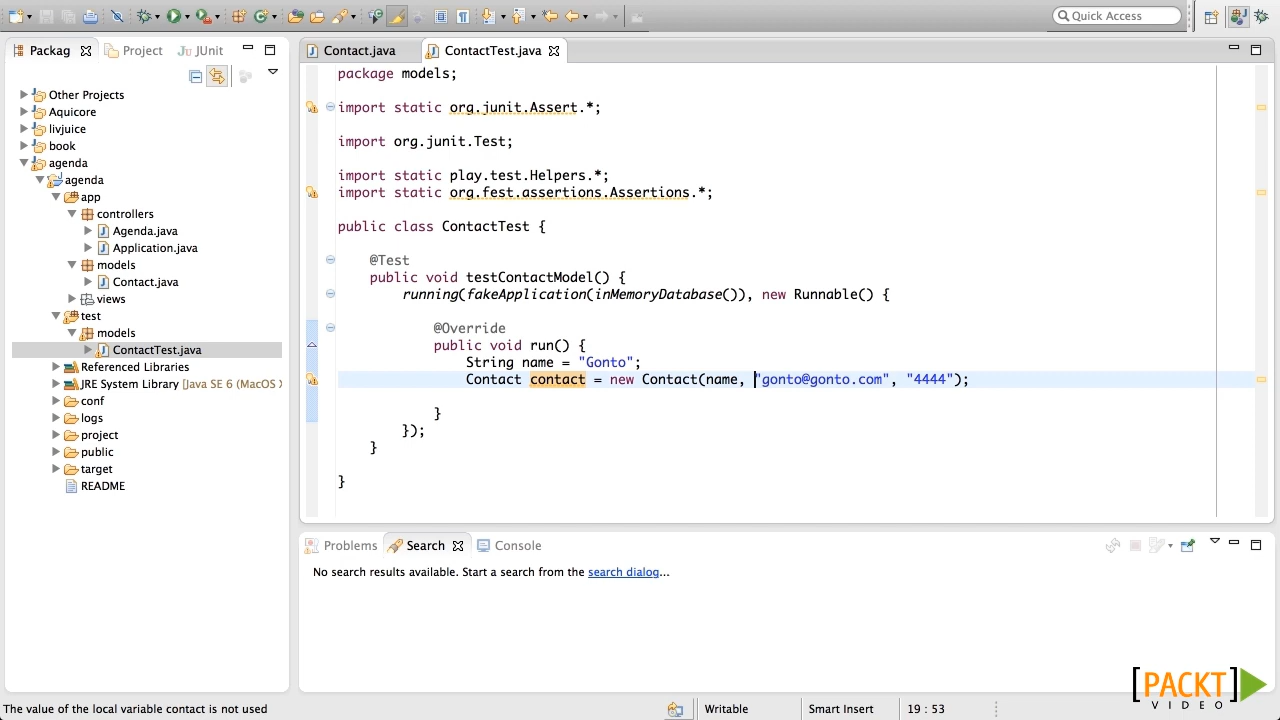 Quick Access
Packag
Project
JUnit
Other Projects
Aquicore
livjuice
book
agenda
agenda
app
controllers
Agenda.java
Application.java
models
Contact.java
views
test
models
ContactTest.java
Referenced Libraries
JRE System Library [Java SE 6 (MacOS
conf
logs
project
public
target
README
Contact.java
ContactTest.java
package models;
import static org.junit.Assert.*;
import org.junit.Test;
import static play.test.Helpers.*;
import static org.fest.assertions.Assertions.*;
public class ContactTest {
@Test
public void testContactModel() {
running(fakeApplication(inMemoryDatabase()), new Runnable() {
@Override
public void run() {
String name = "Gonto";
Contact contact = new Contact(name, "gonto@gonto.com", "4444");
}
});
}
}
Problems
Search
Console
No search results available. Start a search from the search dialog...
[PACKT]
VIDEO
The value of the local variable contact is not used
Writable
Smart Insert
19 : 53